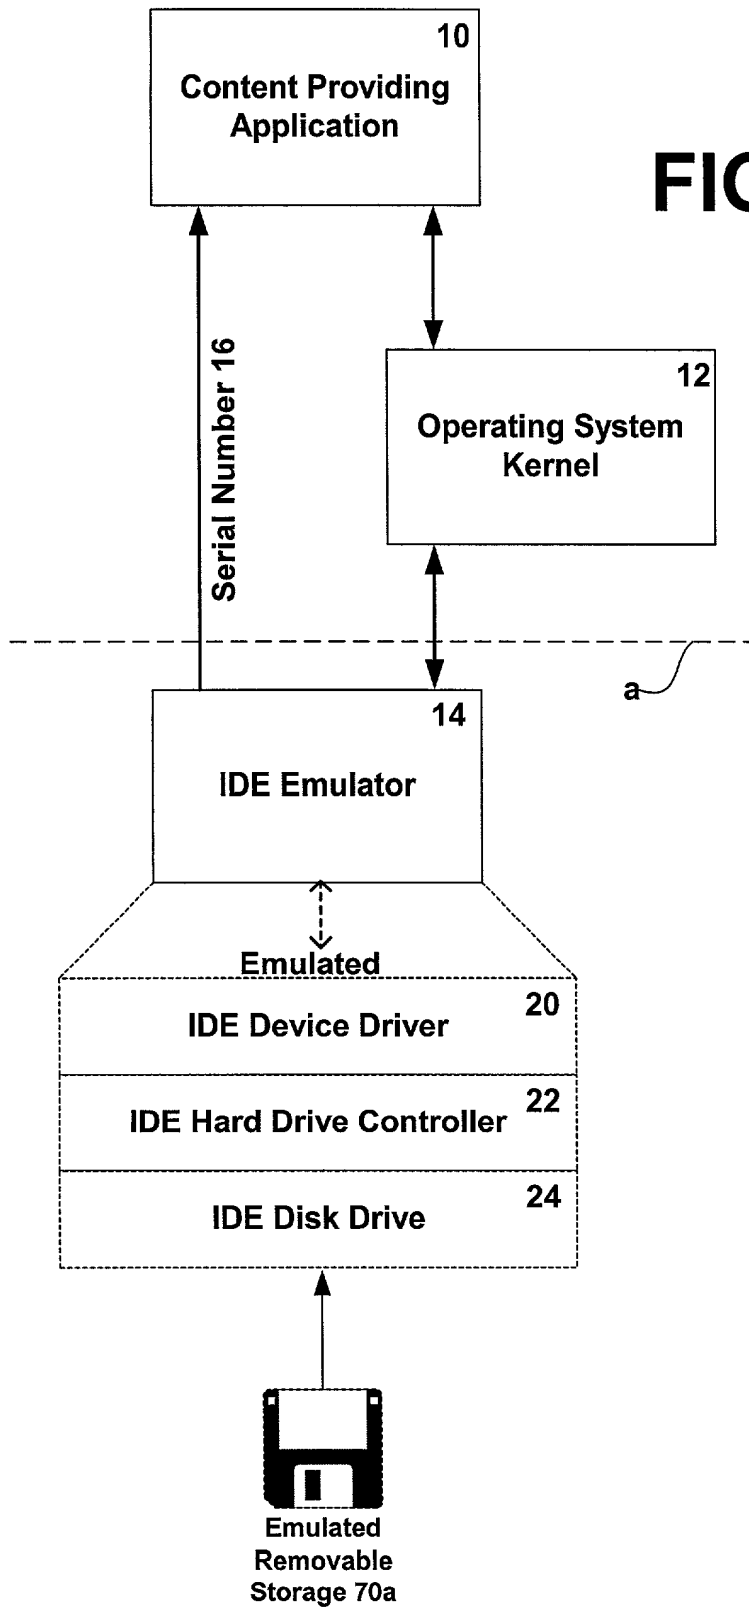 10
Content Providing
Application
FIG
Serial Number 16
12
Operating System
Kernel
a
14
IDE Emulator
Emulated
20
IDE Device Driver
22
IDE Hard Drive Controller
24
IDE Disk Drive
Emulated
Removable
Storage 70a